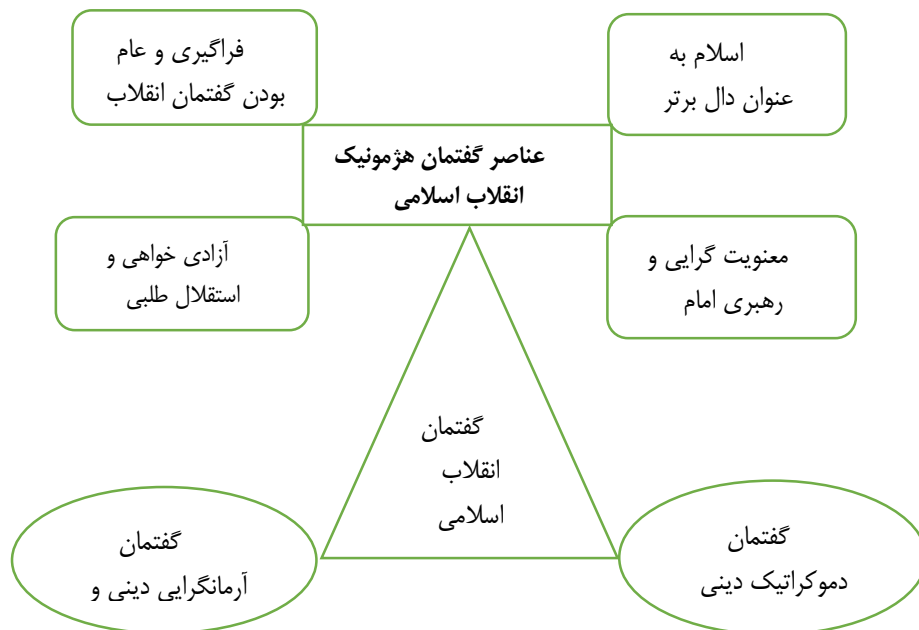 اسلام به
عنوان دال برتر
فراگیری و عام
بودن گفتمان انقلاب
عناصر گفتمان هژمونیک
انقلاب اسلامی
معنویت گرایی و
رهبری امام
آزادی خواهی و
استقلال طلبی
گفتمان
انقلاب
اسلامی
گفتمان
دموکراتیک دینی
گفتمان
آرمانگرایی دینی و